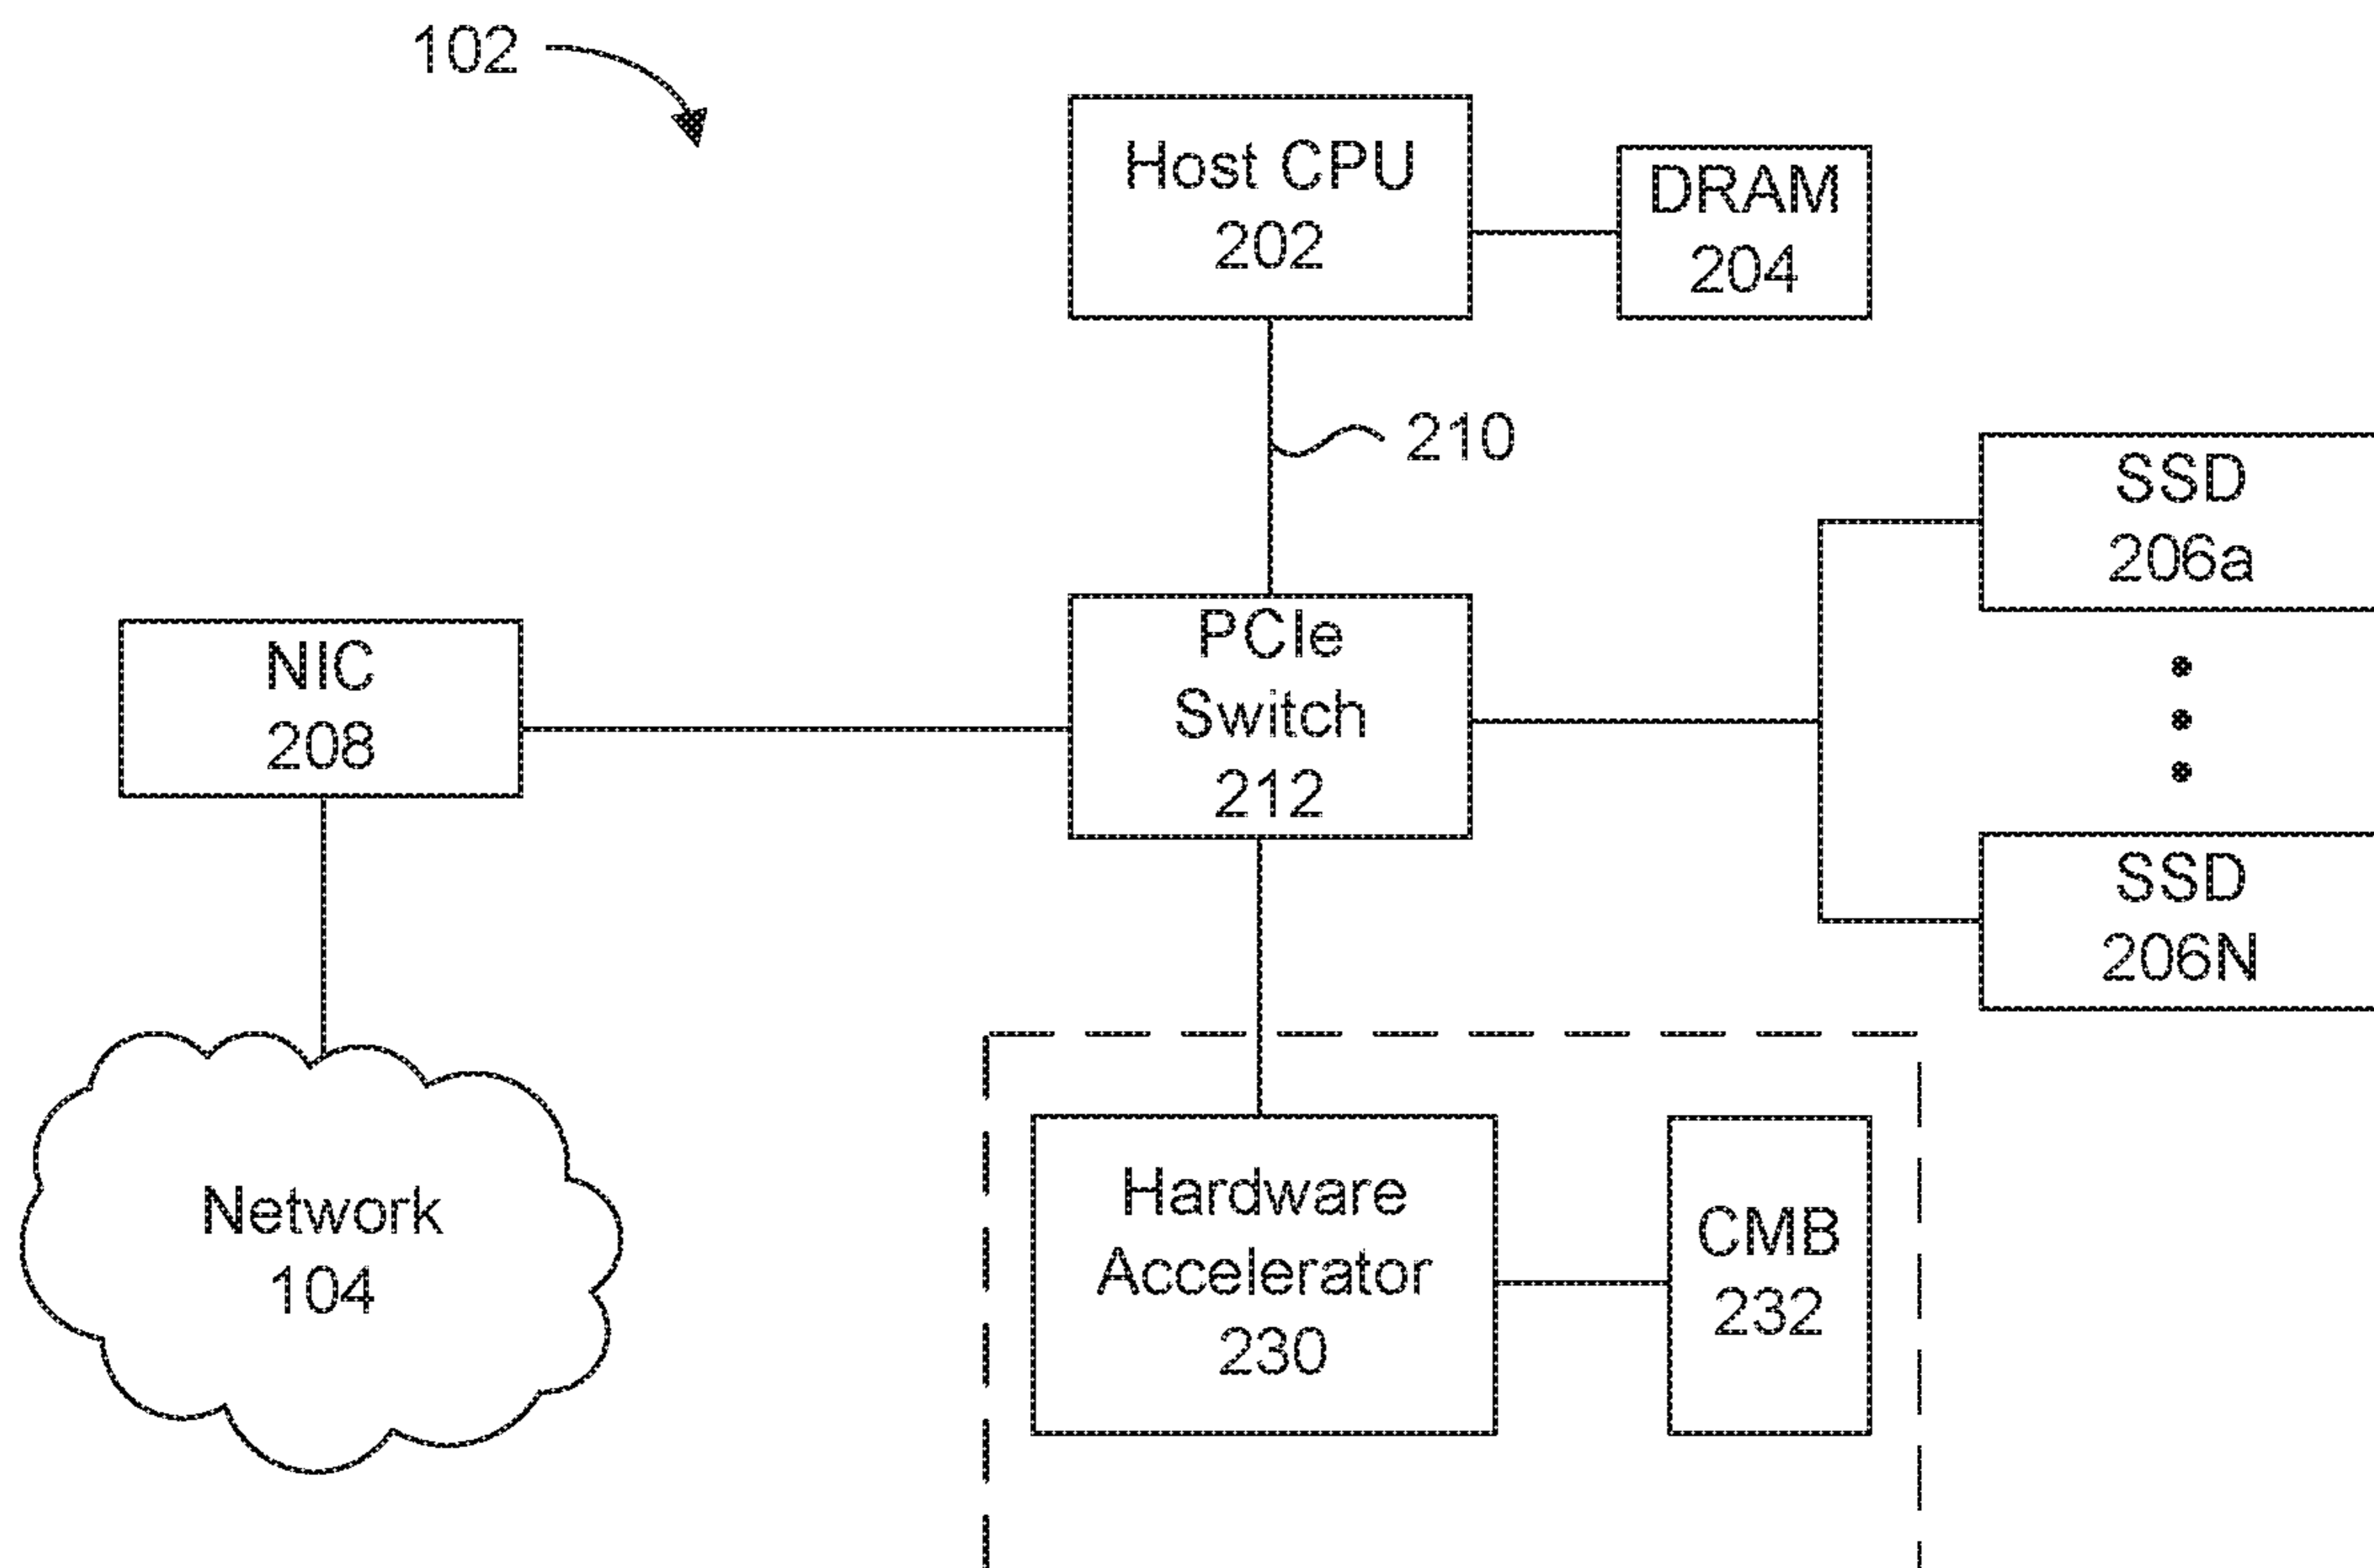 102
Host CPU
202
DRAM
204
210
SSD
206a
NIC
208
PCIe
Switch
212
SSD
206N
Network
104
Hardware
Accelerator
230
CMB
232